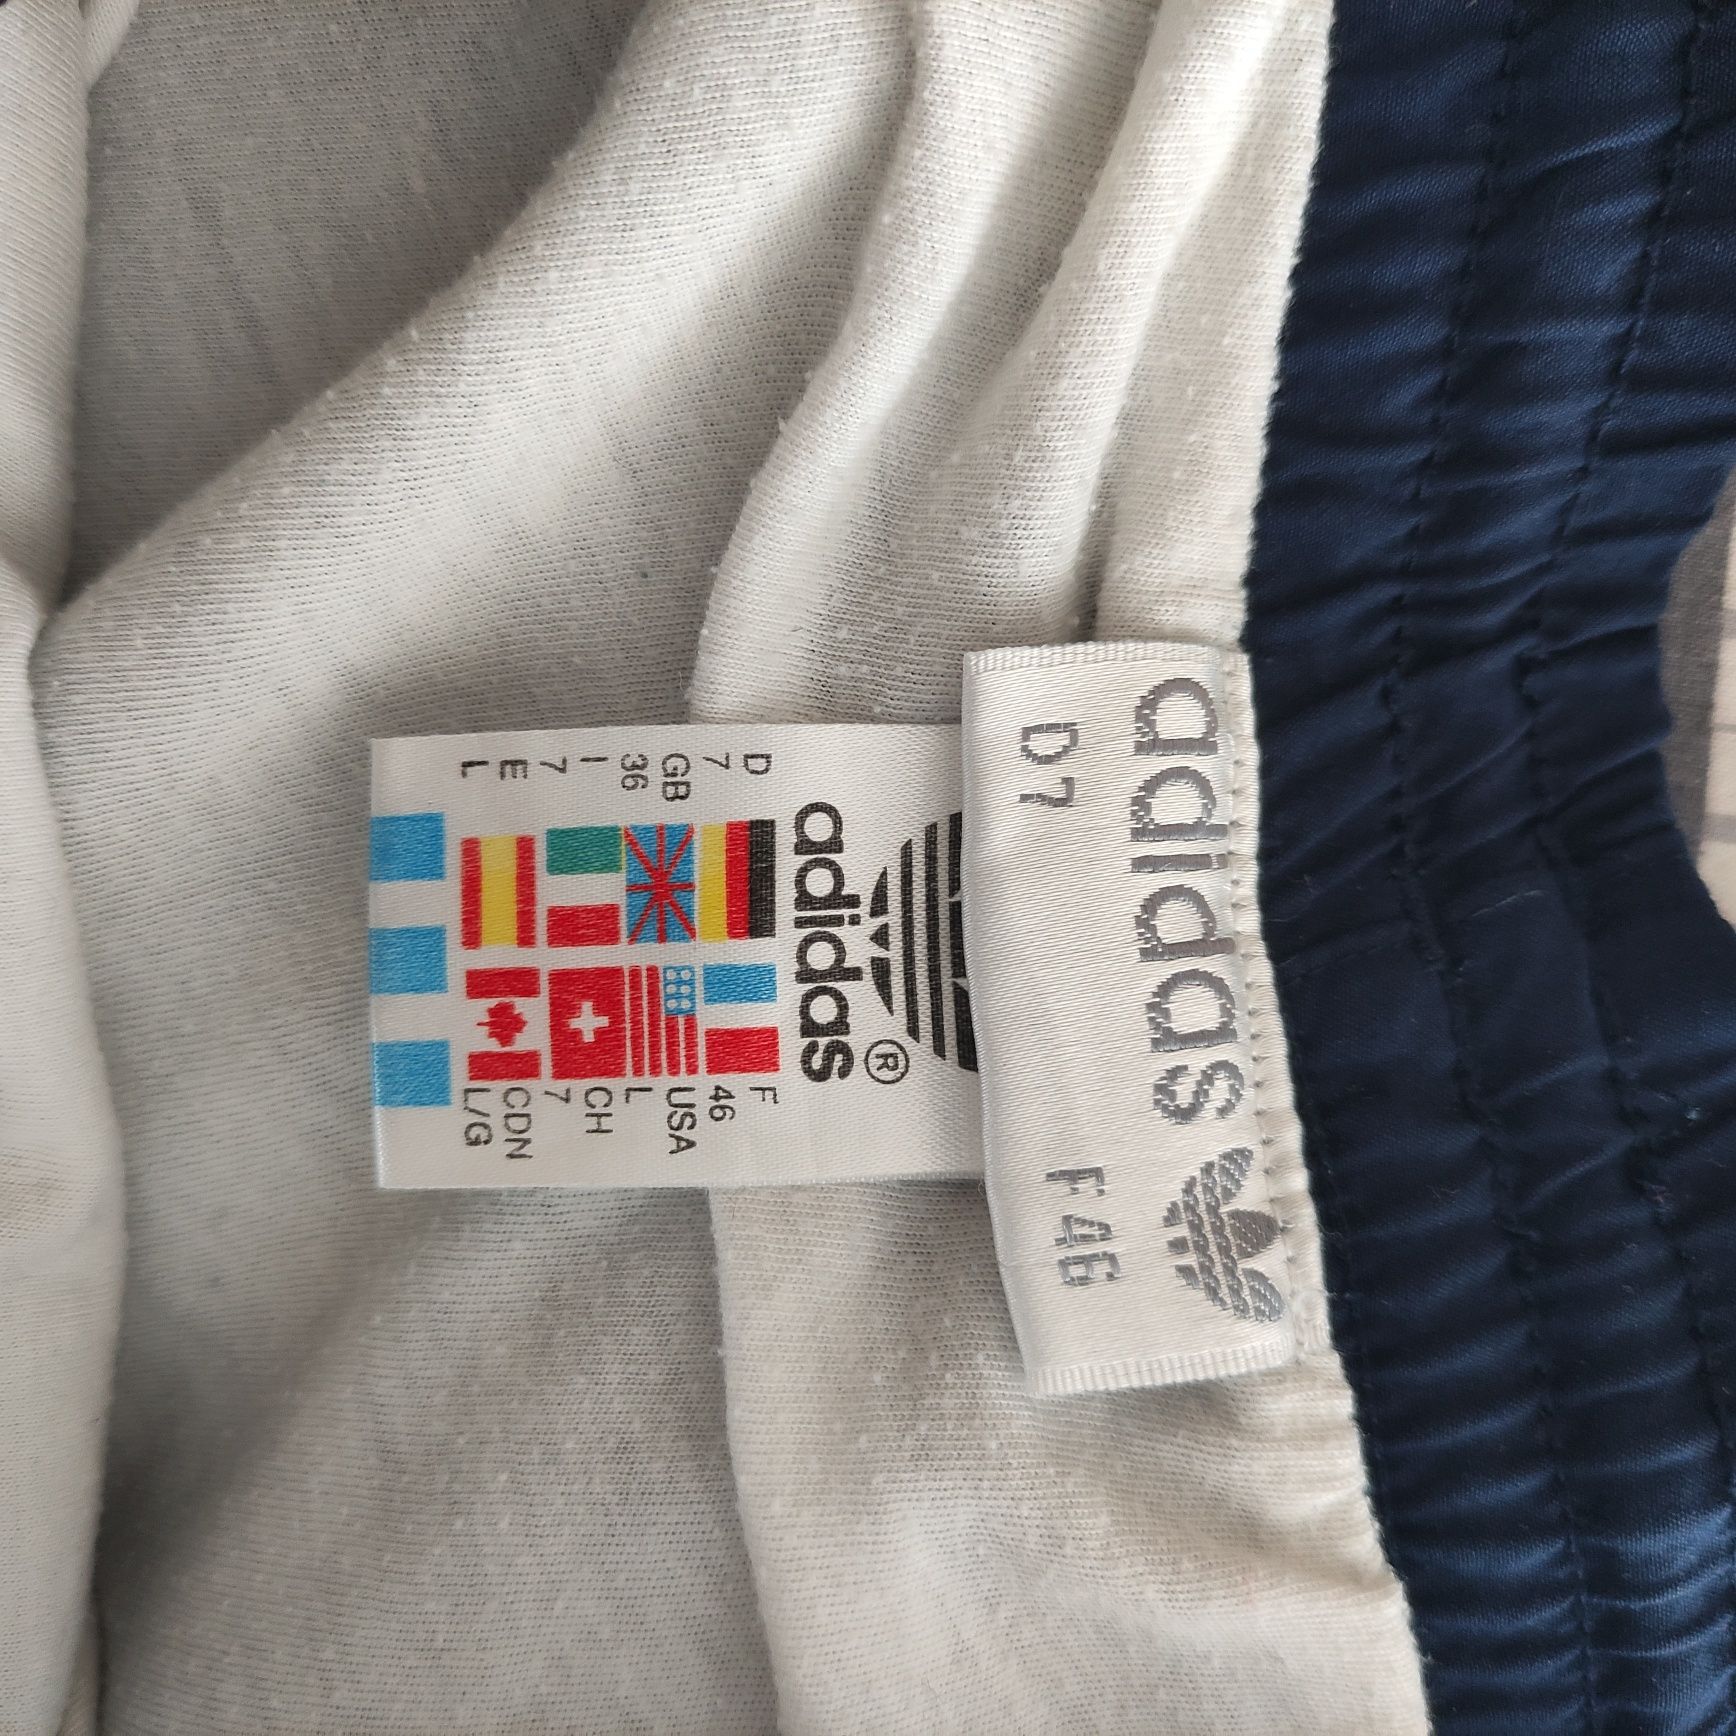 adidas
D7 F46
adidas®
D F
7 46
GB USA
36 L
I CH
7 7
E CDN
L L/G